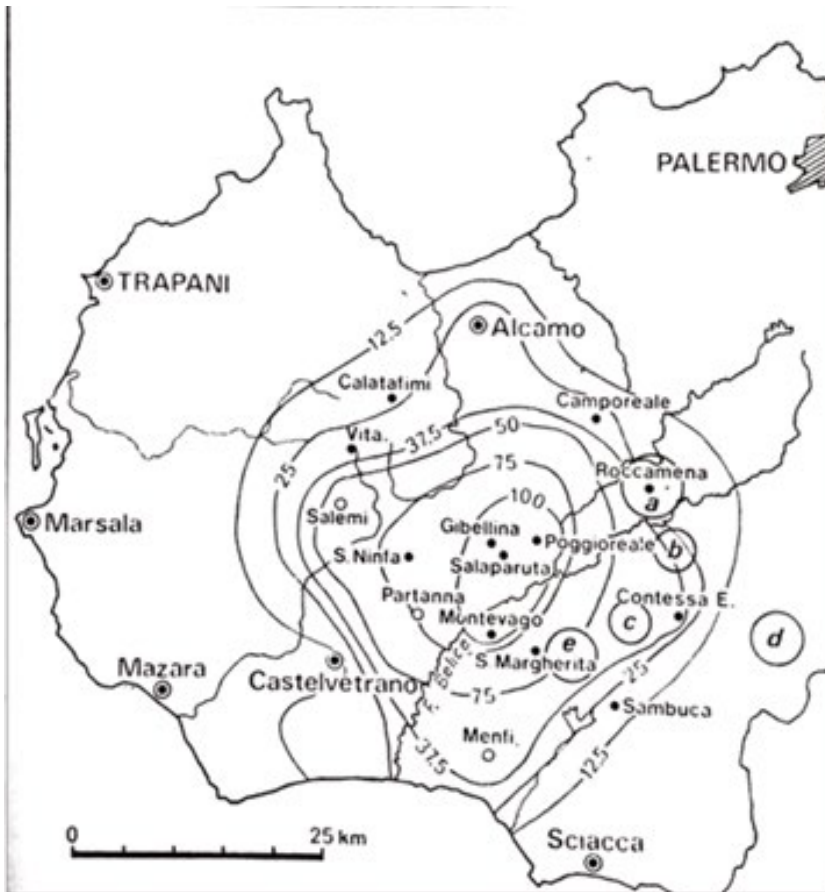 PALERMO
TRAPANI
12.5
Alcamo
Calatafimi
Camporeale
Vita.
37.5
50
25
75
Roccamena
a
100
Salemi
Marsala
Gibellina
Poggioreale
b
S. Ninfa
Salaparuta
Partanna
Contessa E.
Montevago
c
d
e
S. Margherita
Mazara
Castelvetrano
F. Belice
25
75
Sambuca
Menfi.
37.5
12.5
0 25 km
Sciacca